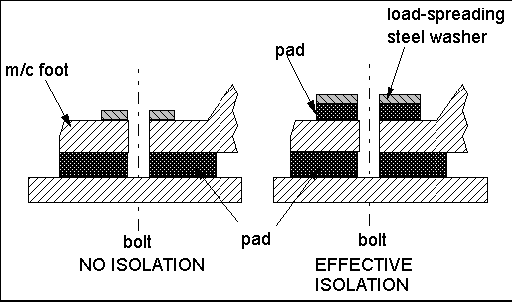 load-spreading
steel washer
pad
m/c foot
bolt
pad
bolt
NO ISOLATION
EFFECTIVE
ISOLATION